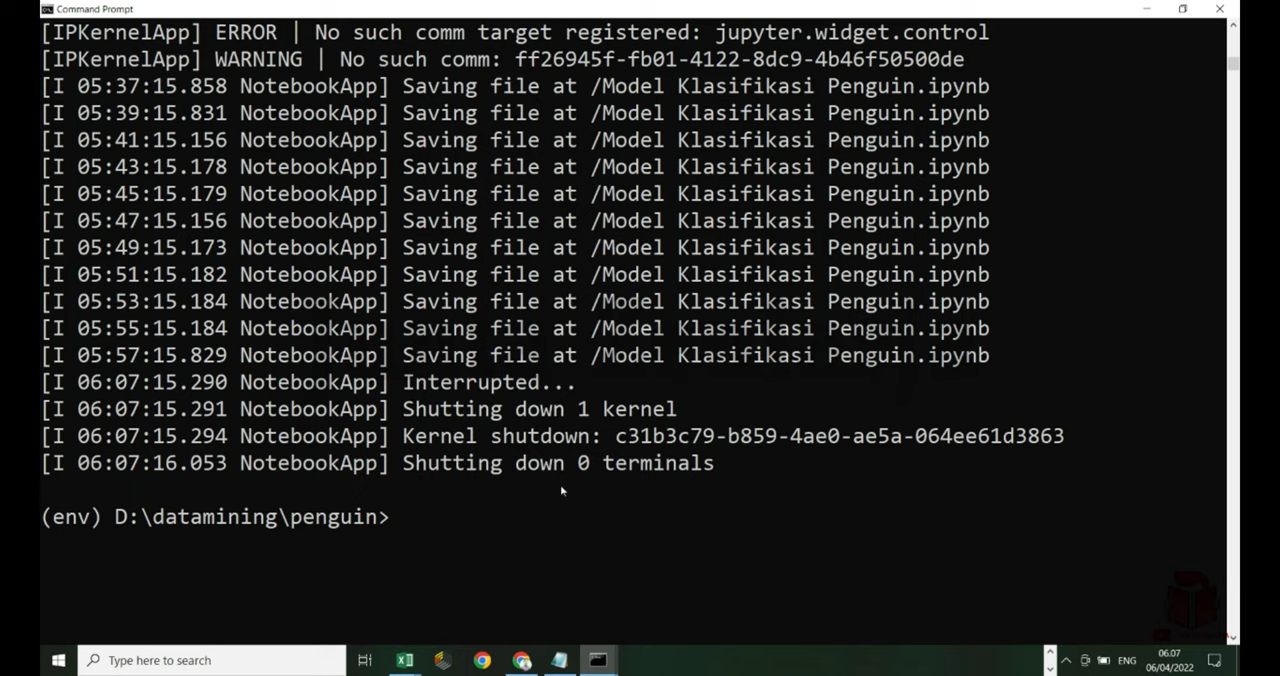 Command Prompt
[IPKernelApp] ERROR | No such comm target registered: jupyter.widget.control
[IPKernelApp] WARNING | No such comm: ff26945f-fb01-4122-8dc9-4b46f50500de
[I 05:37:15.858 NotebookApp] Saving file at /Model Klasifikasi Penguin.ipynb
[I 05:39:15.831 NotebookApp] Saving file at /Model Klasifikasi Penguin.ipynb
[I 05:41:15.156 NotebookApp] Saving file at /Model Klasifikasi Penguin.ipynb
[I 05:43:15.178 NotebookApp] Saving file at /Model Klasifikasi Penguin.ipynb
[I 05:45:15.179 NotebookApp] Saving file at /Model Klasifikasi Penguin.ipynb
[I 05:47:15.156 NotebookApp] Saving file at /Model Klasifikasi Penguin.ipynb
[I 05:49:15.173 NotebookApp] Saving file at /Model Klasifikasi Penguin.ipynb
[I 05:51:15.182 NotebookApp] Saving file at /Model Klasifikasi Penguin.ipynb
[I 05:53:15.184 NotebookApp] Saving file at /Model Klasifikasi Penguin.ipynb
[I 05:55:15.184 NotebookApp] Saving file at /Model Klasifikasi Penguin.ipynb
[I 05:57:15.829 NotebookApp] Saving file at /Model Klasifikasi Penguin.ipynb
[I 06:07:15.290 NotebookApp] Interrupted...
[I 06:07:15.291 NotebookApp] Shutting down 1 kernel
[I 06:07:15.294 NotebookApp] Kernel shutdown: c31b3c79-b859-4ae0-ae5a-064ee61d3863
[I 06:07:16.053 NotebookApp] Shutting down 0 terminals
(env) D:\datamining\penguin>
Type here to search
ENG
06.07
06/04/2022